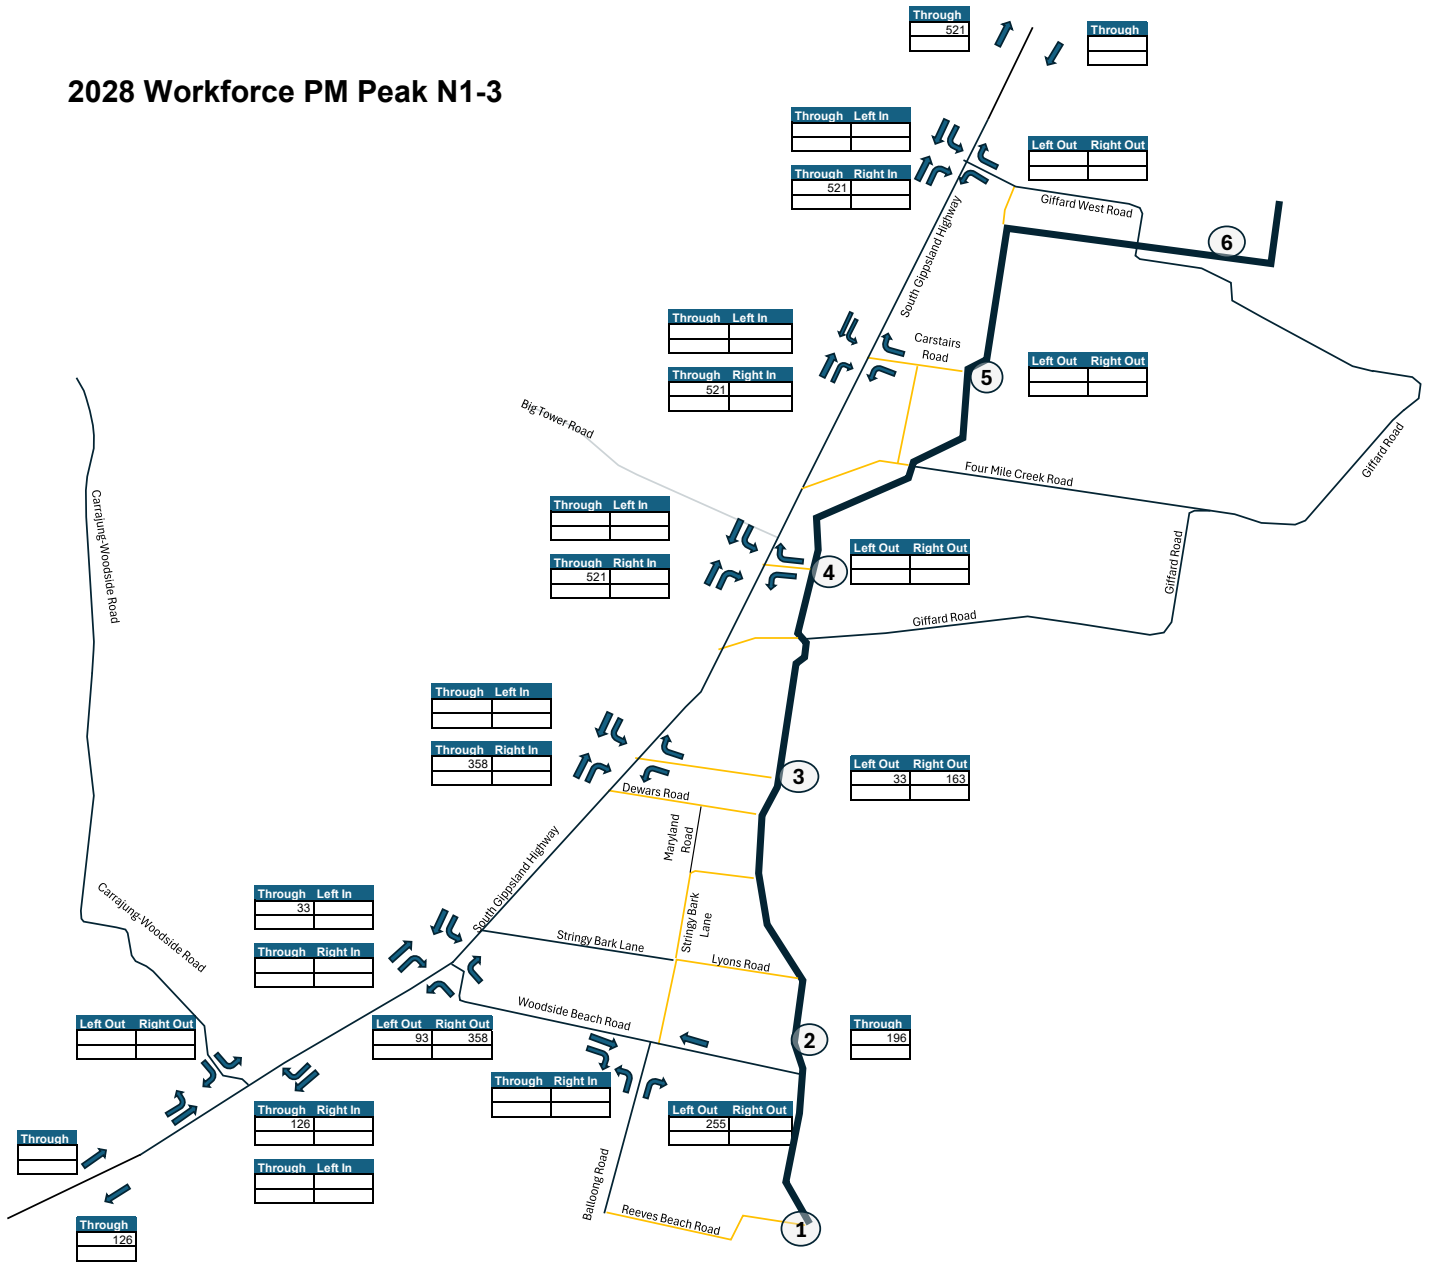 Through
521
Through
2028 Workforce PM Peak N1-3
Through Left In
Left Out Right Out
Through Right In
521
Giffard West Road
South Gippsland Highway
6
Through Left In
Carstairs
Road
Left Out Right Out
Through Right In
521
5
Big Tower Road
Giffard Road
Four Mile Creek Road
Carrajung-Woodside Road
Through Left In
Left Out Right Out
Through Right In
521
4
Giffard Road
Giffard Road
Through Left In
Through Right In
358
3
Left Out Right Out
33 163
Dewars Road
Maryland
Road
South Gippsland Highway
Carrajung-Woodside Road
Through Left In
33
Stringy Bark
Lane
Stringy Bark Lane
Through Right In
Lyons Road
Woodside Beach Road
Left Out Right Out
Left Out Right Out
93 358
2
Through
196
Through Right In
Through Right In
126
Left Out Right Out
255
Through
Through Left In
Balloong Road
Reeves Beach Road
1
Through
126